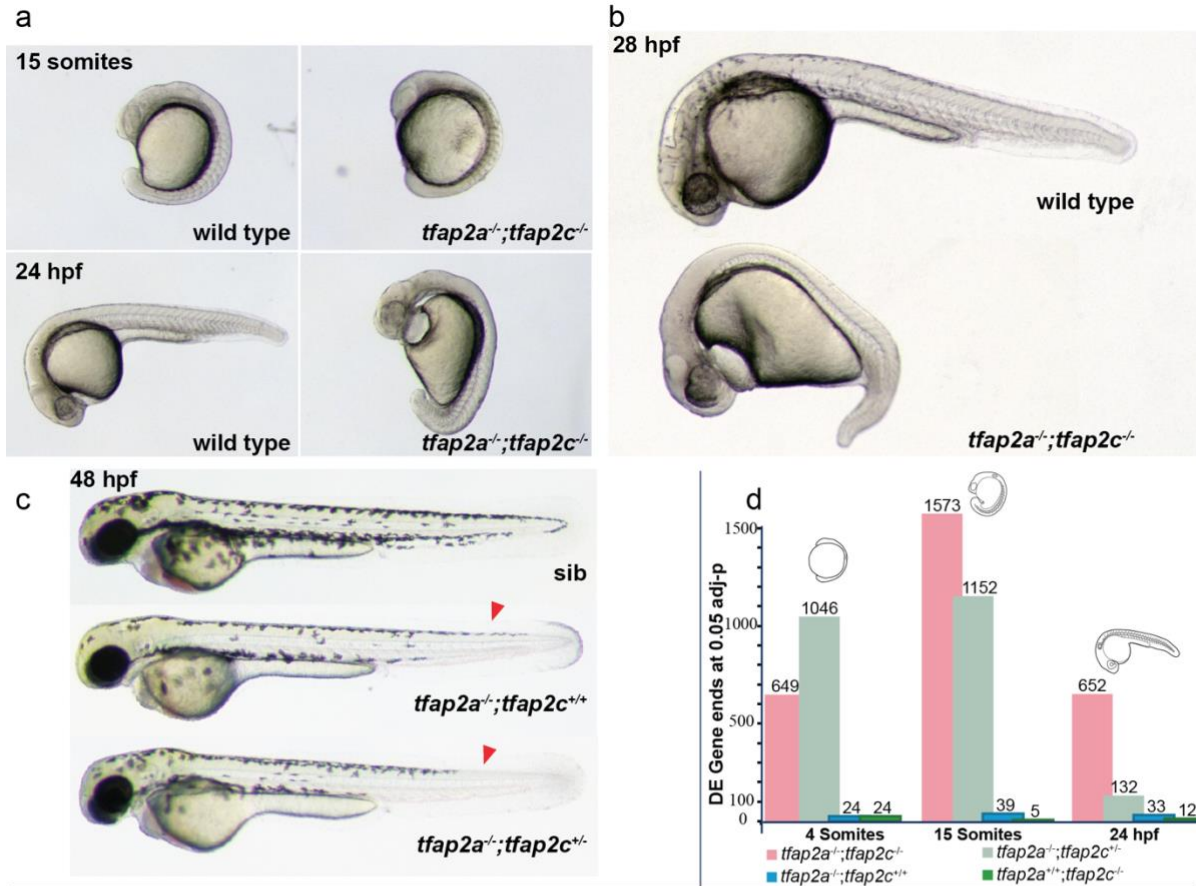 a
15 somites
wild type
tfap2a-/-;tfap2c-/-
24 hpf
wild type
tfap2a-/-;tfap2c-/-
b
28 hpf
wild type
tfap2a-/-;tfap2c-/-
c
48 hpf
sib
tfap2a-/-;tfap2c+/+
tfap2a-/-;tfap2c+/-
d
DE Gene ends at 0.05 adj-p
1500
1000
500
100
0
649
1046
24
24
1573
1152
39
5
652
132
33
12
4 Somites
15 Somites
24 hpf
tfap2a-/-;tfap2c-/-
tfap2a-/-;tfap2c+/-
tfap2a-/-;tfap2c+/+
tfap2a+/+;tfap2c-/-